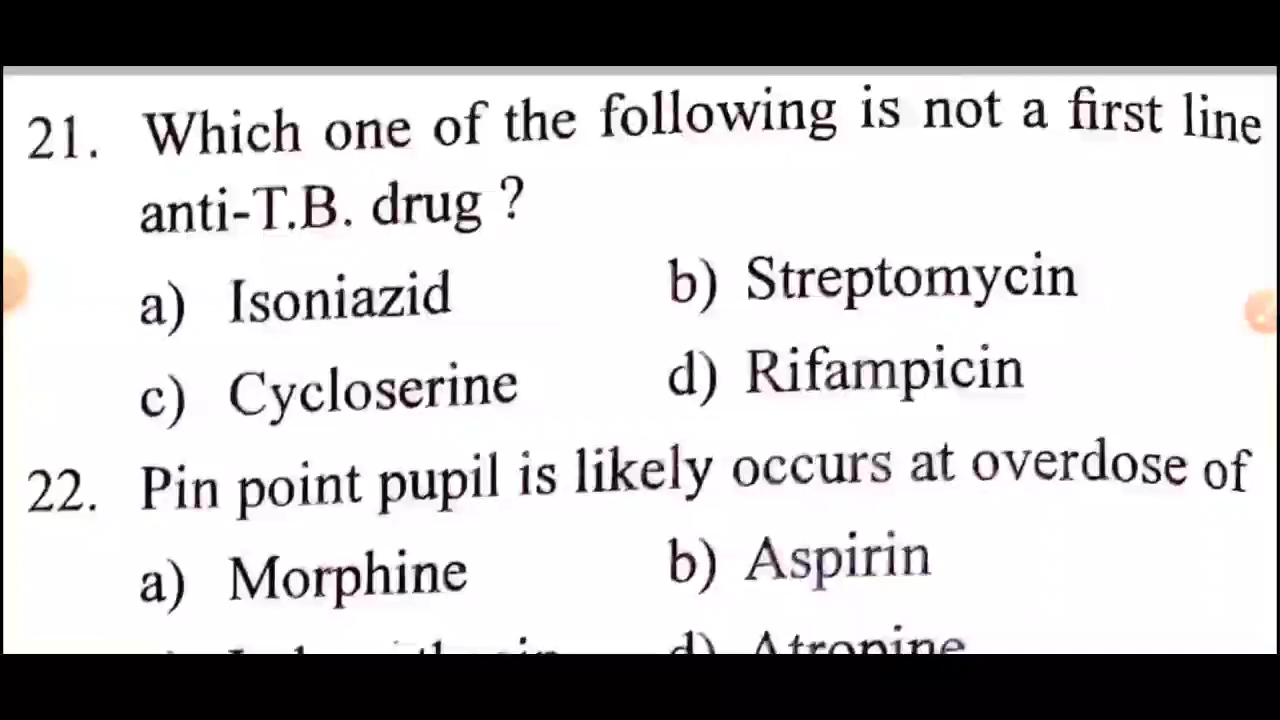 21. Which one of the following is not a first line
anti-T.B. drug ?
a) Isoniazid b) Streptomycin
c) Cycloserine d) Rifampicin
22. Pin point pupil is likely occurs at overdose of
a) Morphine b) Aspirin
d) Atropine